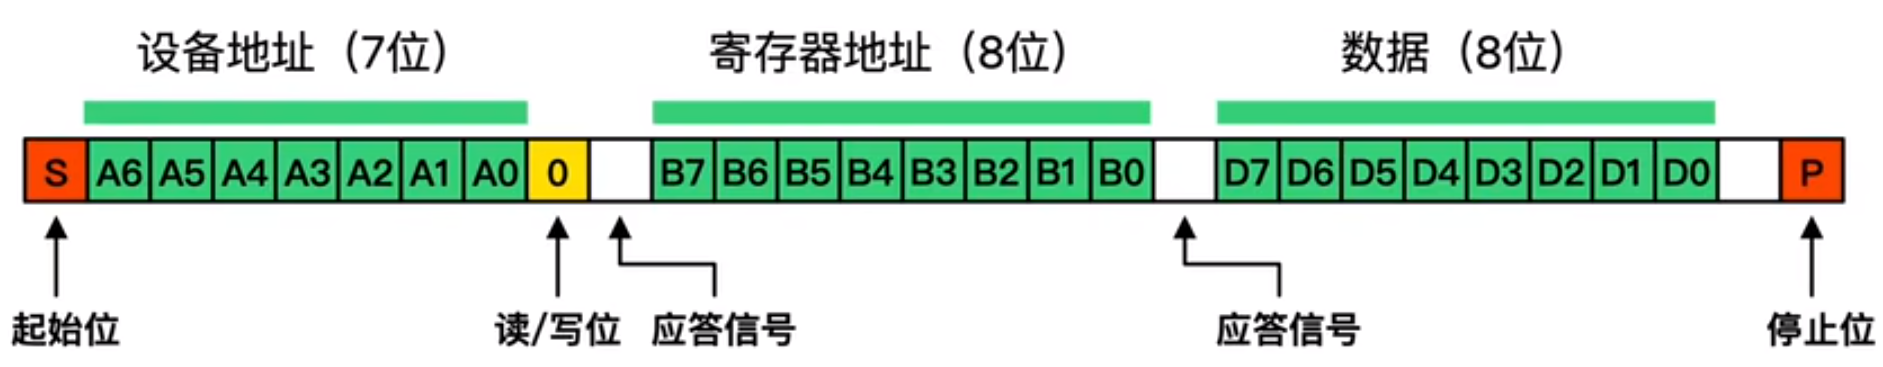 设备地址（7位） 寄存器地址（8位） 数据（8位）
S A6 A5 A4 A3 A2 A1 A0 0 B7 B6 B5 B4 B3 B2 B1 B0 D7 D6 D5 D4 D3 D2 D1 D0 P
起始位 读/写位 应答信号 应答信号 停止位